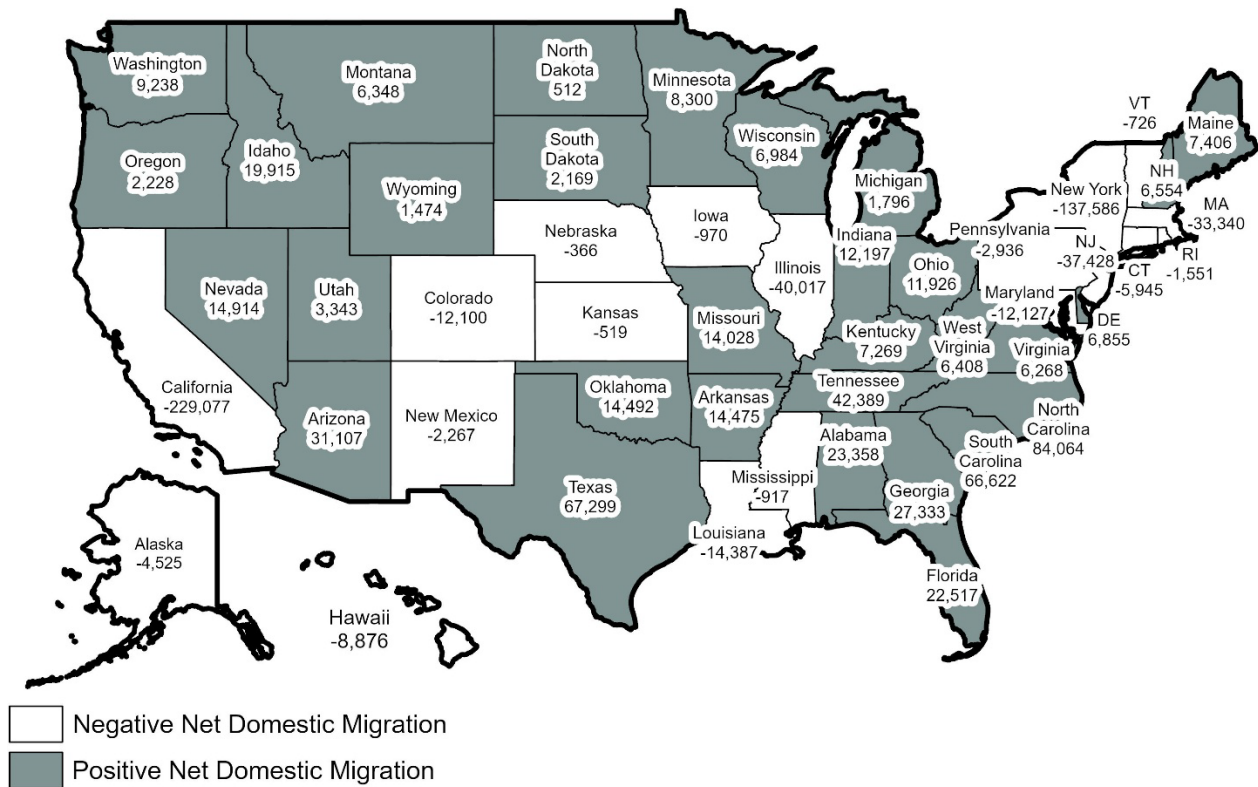 Washington
9,238
Montana
6,348
North
Dakota
512
Minnesota
8,300
VT
-726
Maine
7,406
Oregon
2,228
Idaho
19,915
Wyoming
1,474
South
Dakota
2,169
Wisconsin
6,984
Michigan
1,796
New York
-137,586
NH
6,554
MA
-33,340
Nebraska
-366
Iowa
-970
Illinois
-40,017
Indiana
12,197
Ohio
11,926
Pennsylvania
-2,936
NJ
-37,428
CT
-5,945
RI
-1,551
Nevada
14,914
Utah
3,343
Colorado
-12,100
Kansas
-519
Missouri
14,028
Kentucky
7,269
West
Virginia
6,408
Maryland
-12,127
DE
6,855
Virginia
6,268
California
-229,077
Arizona
31,107
New Mexico
-2,267
Oklahoma
14,492
Arkansas
14,475
Tennessee
42,389
North
Carolina
84,064
South
Carolina
66,622
Texas
67,299
Louisiana
-14,387
Mississippi
-917
Alabama
23,358
Georgia
27,333
Florida
22,517
Alaska
-4,525
Hawaii
-8,876
Negative Net Domestic Migration
Positive Net Domestic Migration